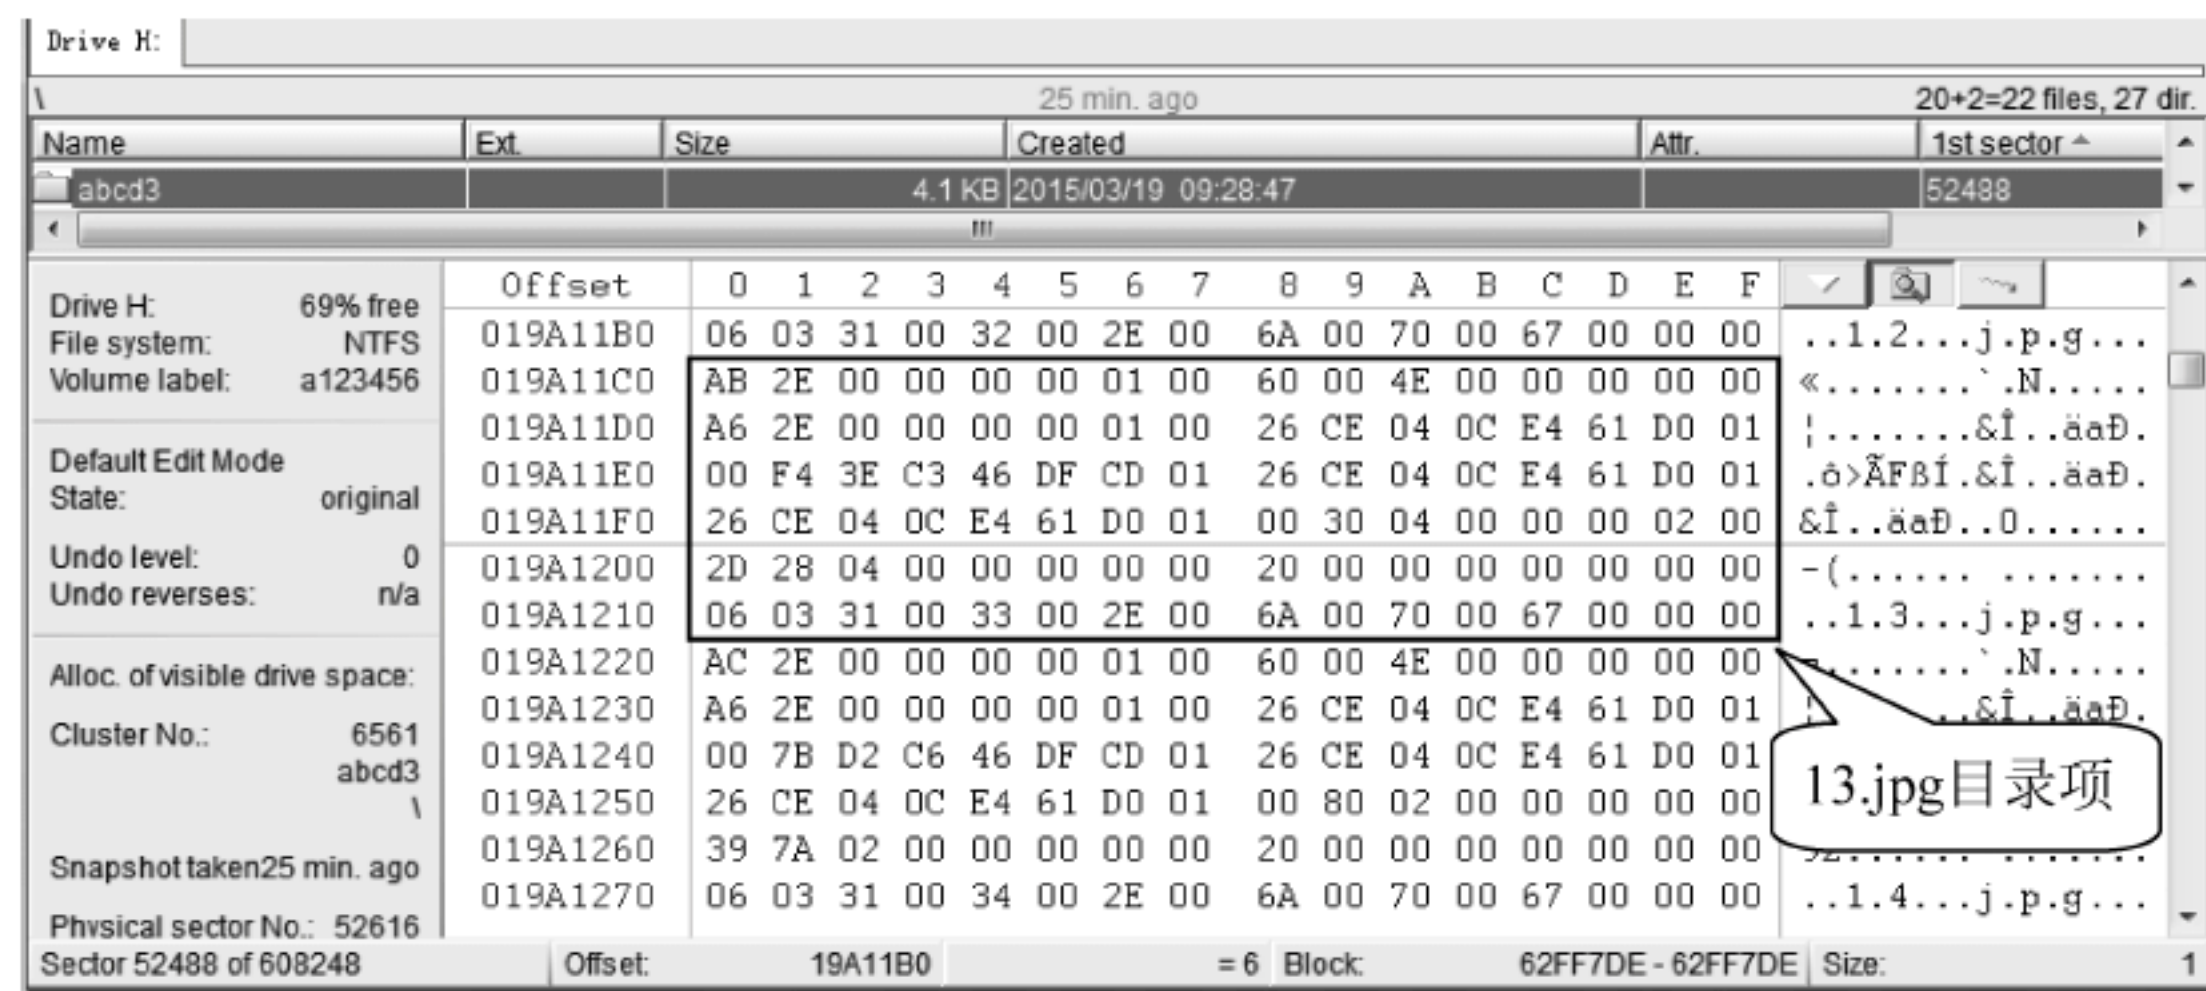 Drive H:
\ 25 min. ago 20+2=22 files, 27 dir.
Name Ext. Size Created Attr. 1st sector
abcd3 4.1 KB 2015/03/19 09:28:47 52488
Drive H: 69% free
File system: NTFS
Volume label: a123456
Default Edit Mode
State: original
Undo level: 0
Undo reverses: n/a
Alloc. of visible drive space:
Cluster No.: 6561
abcd3
\
Snapshot taken25 min. ago
Physical sector No.: 52616
Offset 0 1 2 3 4 5 6 7 8 9 A B C D E F
019A11B0 06 03 31 00 32 00 2E 00 6A 00 70 00 67 00 00 00 ..1.2...j.p.g...
019A11C0 AB 2E 00 00 00 00 01 00 60 00 4E 00 00 00 00 00 «.......`.N.....
019A11D0 A6 2E 00 00 00 00 01 00 26 CE 04 0C E4 61 D0 01 ¦.......&Î..äaÐ.
019A11E0 00 F4 3E C3 46 DF CD 01 26 CE 04 0C E4 61 D0 01 .ô>ÃFßÍ.&Î..äaÐ.
019A11F0 26 CE 04 0C E4 61 D0 01 00 30 04 00 00 00 02 00 &Î..äaÐ..0......
019A1200 2D 28 04 00 00 00 00 00 20 00 00 00 00 00 00 00 -(...... .......
019A1210 06 03 31 00 33 00 2E 00 6A 00 70 00 67 00 00 00 ..1.3...j.p.g...
019A1220 AC 2E 00 00 00 00 01 00 60 00 4E 00 00 00 00 00 .......`.N.....
019A1230 A6 2E 00 00 00 00 01 00 26 CE 04 0C E4 61 D0 01 ..&Î..äaÐ.
019A1240 00 7B D2 C6 46 DF CD 01 26 CE 04 0C E4 61 D0 01
019A1250 26 CE 04 0C E4 61 D0 01 00 80 02 00 00 00 00 00
019A1260 39 7A 02 00 00 00 00 00 20 00 00 00 00 00 00 00
019A1270 06 03 31 00 34 00 2E 00 6A 00 70 00 67 00 00 00 ..1.4...j.p.g...
13.jpg目录项
Sector 52488 of 608248 Offset: 19A11B0 = 6 Block: 62FF7DE - 62FF7DE Size: 1